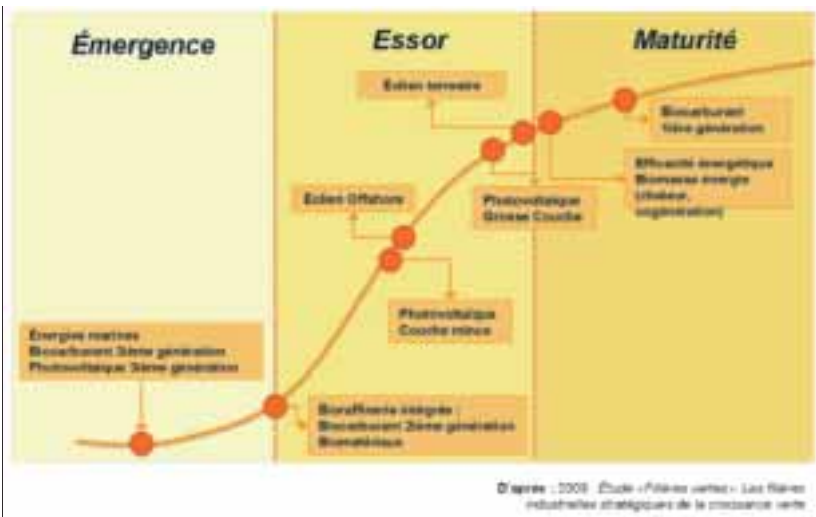 Émergence
Essor
Maturité
Eolien terrestre
Biocarburant
1ère génération
Efficacité énergétique
Biomasse énergie
(chaleur,
cogénération)
Eolien Offshore
Photovoltaïque
Grosse Couche
Photovoltaïque
Couche mince
Énergies marines
Biocarburant 3ème génération
Photovoltaïque 3ème génération
Bioraffinerie intégrée :
Biocarburant 2ième génération
Biomatériaux
D'après : 2009 Étude «Filières vertes» Les filières
industrielles stratégiques de la croissance verte